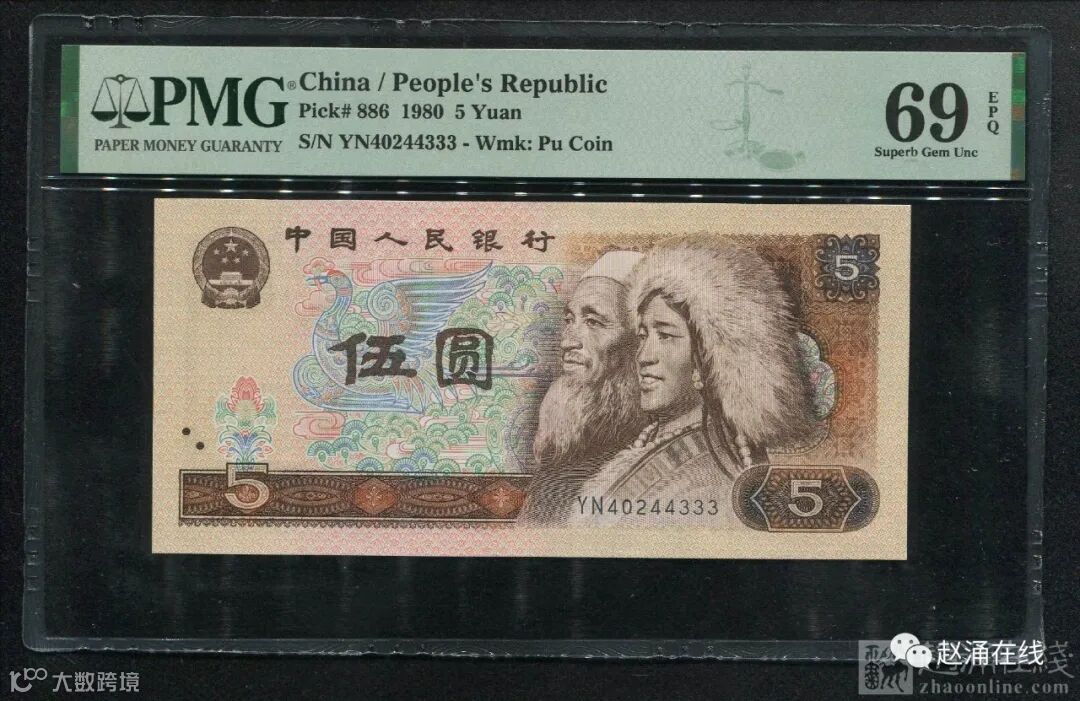 PMG®
PAPER MONEY GUARANTY
China / People's Republic
Pick# 886 1980 5 Yuan
S/N YN40244333 - Wmk: Pu Coin
69
EPQ
Superb Gem Unc
中国人民银行
5
伍圆
5
YN40244333
5
大数跨境
赵涌在线
zhaoonline.com